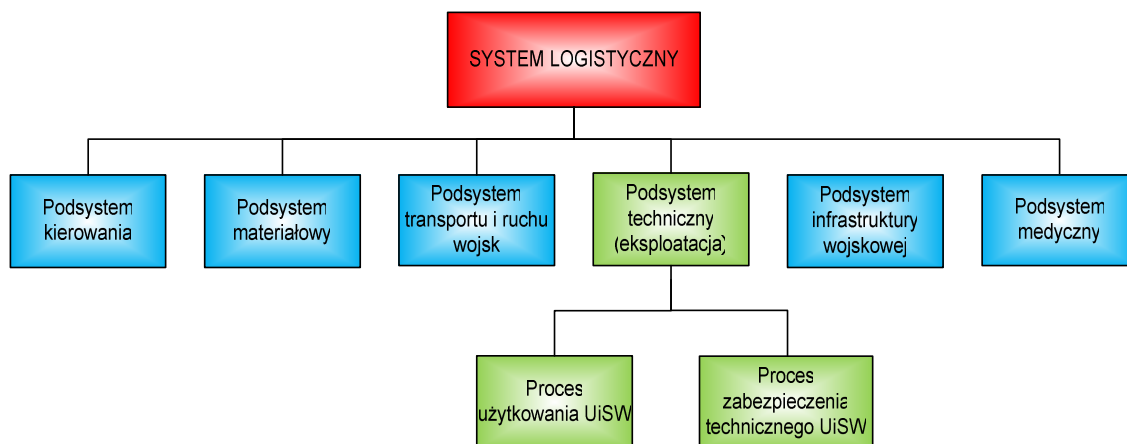 SYSTEM LOGISTYCZNY
Podsystem
kierowania
Podsystem
materiałowy
Podsystem
transportu i ruchu
wojsk
Podsystem
techniczny
(eksploatacja)
Podsystem
infrastruktury
wojskowej
Podsystem
medyczny
Proces
użytkowania UiSW
Proces
zabezpieczenia
technicznego UiSW